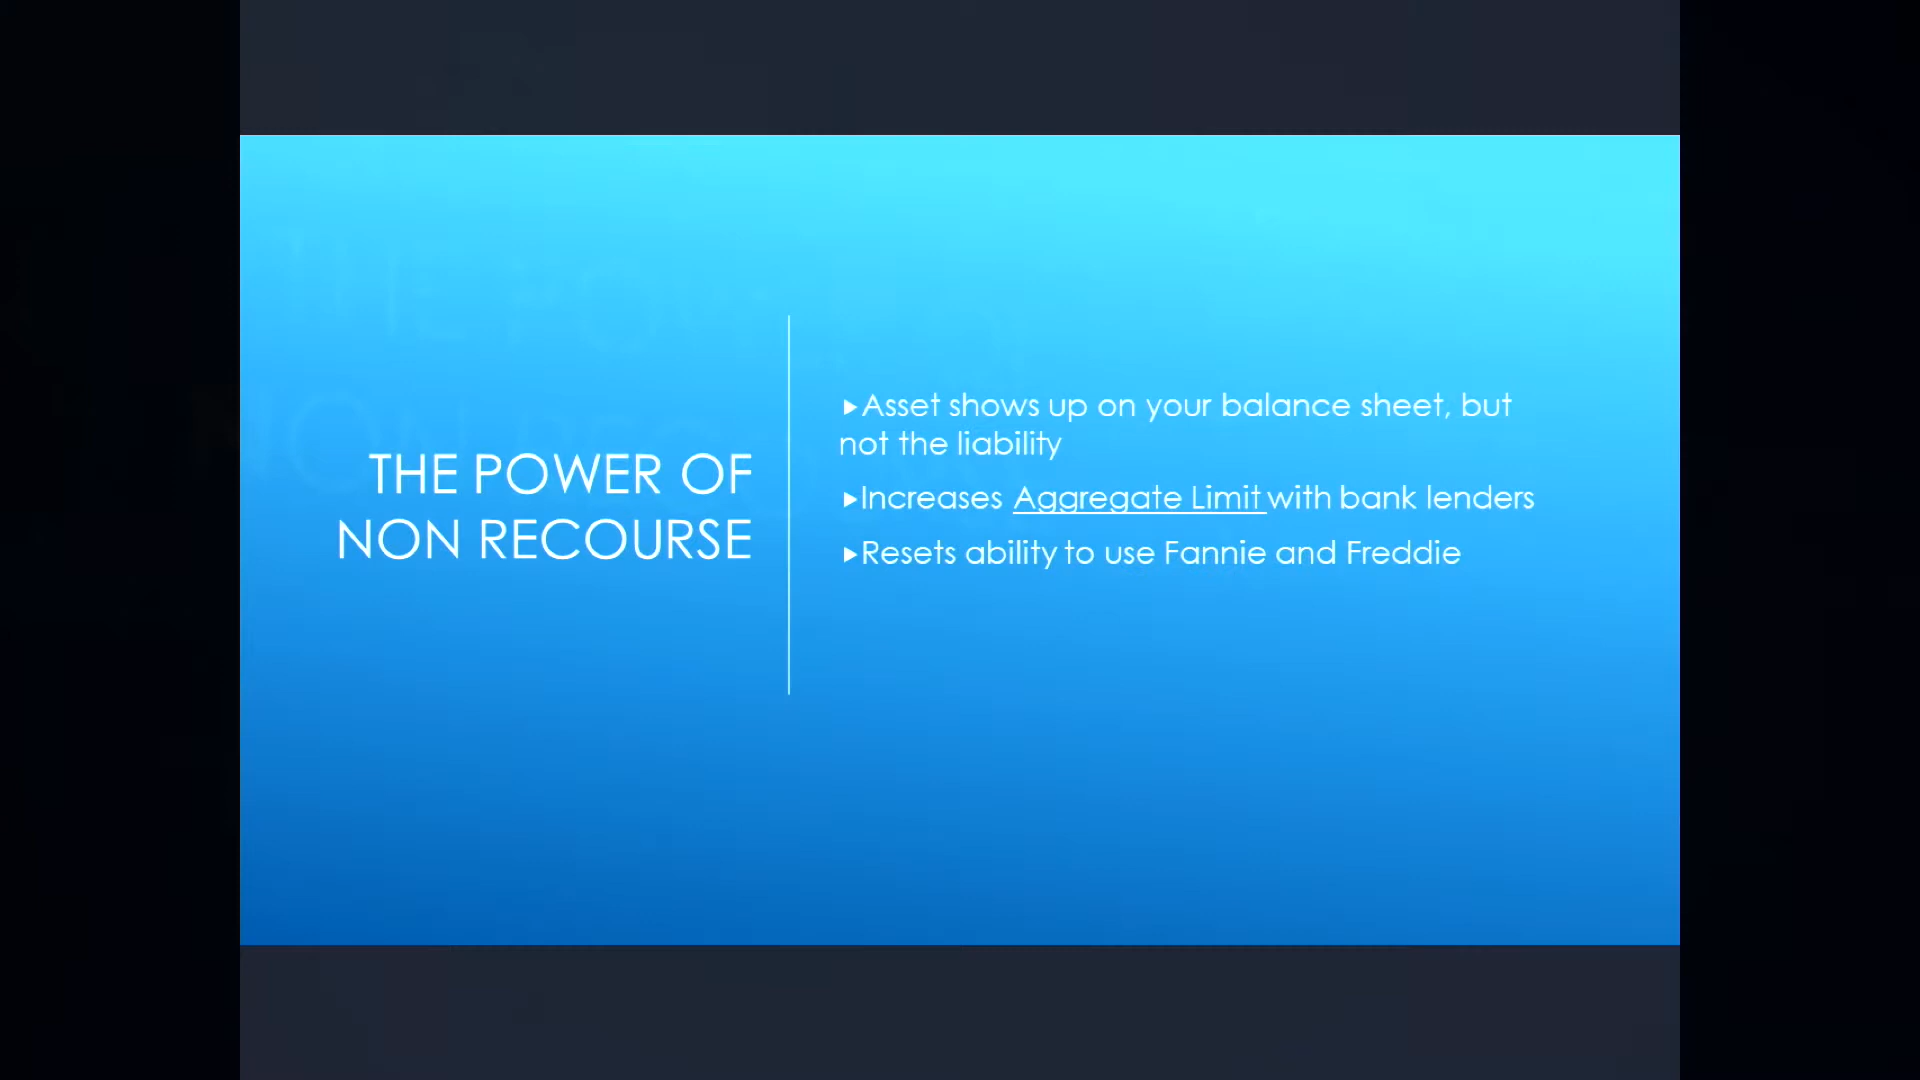 THE POWER OF
NON RECOURSE
▶Asset shows up on your balance sheet, but
not the liability
▶Increases Aggregate Limit with bank lenders
▶Resets ability to use Fannie and Freddie